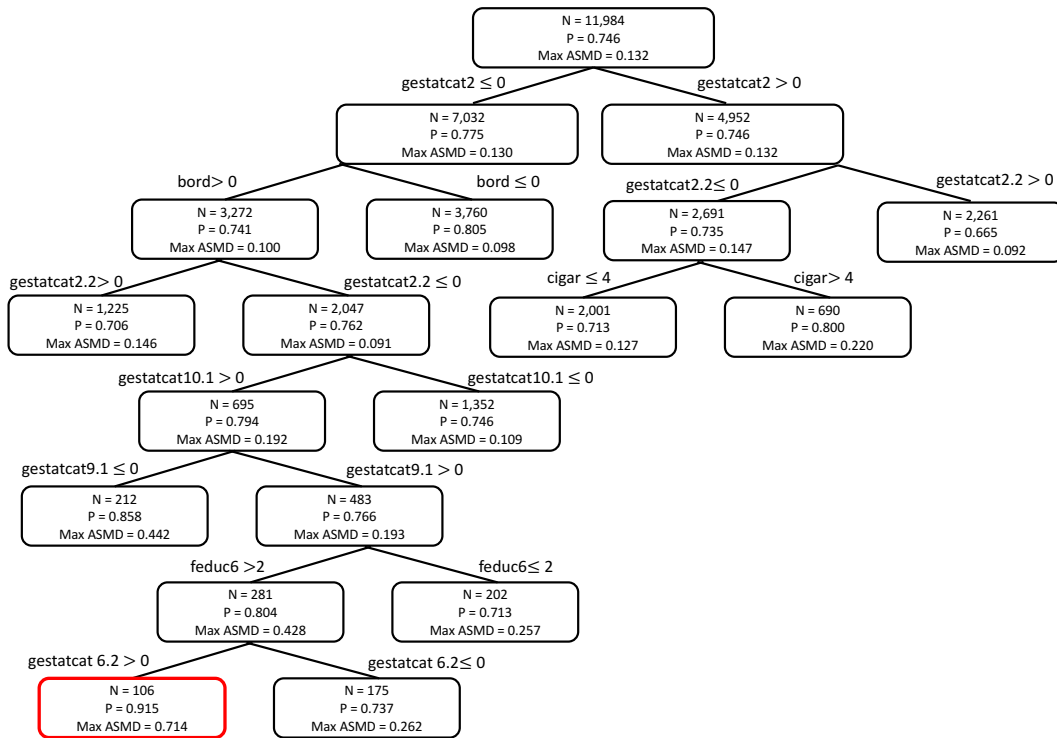 N = 11,984
P = 0.746
Max ASMD = 0.132
gestatcat2 ≤ 0
gestatcat2 > 0
N = 7,032
P = 0.775
Max ASMD = 0.130
N = 4,952
P = 0.746
Max ASMD = 0.132
bord> 0
bord ≤ 0
gestatcat2.2≤ 0
gestatcat2.2 > 0
N = 3,272
P = 0.741
Max ASMD = 0.100
N = 3,760
P = 0.805
Max ASMD = 0.098
N = 2,691
P = 0.735
Max ASMD = 0.147
N = 2,261
P = 0.665
Max ASMD = 0.092
gestatcat2.2> 0
gestatcat2.2 ≤ 0
cigar ≤ 4
cigar> 4
N = 1,225
P = 0.706
Max ASMD = 0.146
N = 2,047
P = 0.762
Max ASMD = 0.091
N = 2,001
P = 0.713
Max ASMD = 0.127
N = 690
P = 0.800
Max ASMD = 0.220
gestatcat10.1 > 0
gestatcat10.1 ≤ 0
N = 695
P = 0.794
Max ASMD = 0.192
N = 1,352
P = 0.746
Max ASMD = 0.109
gestatcat9.1 ≤ 0
gestatcat9.1 > 0
N = 212
P = 0.858
Max ASMD = 0.442
N = 483
P = 0.766
Max ASMD = 0.193
feduc6 >2
feduc6≤ 2
N = 281
P = 0.804
Max ASMD = 0.428
N = 202
P = 0.713
Max ASMD = 0.257
gestatcat 6.2 > 0
gestatcat 6.2≤ 0
N = 106
P = 0.915
Max ASMD = 0.714
N = 175
P = 0.737
Max ASMD = 0.262